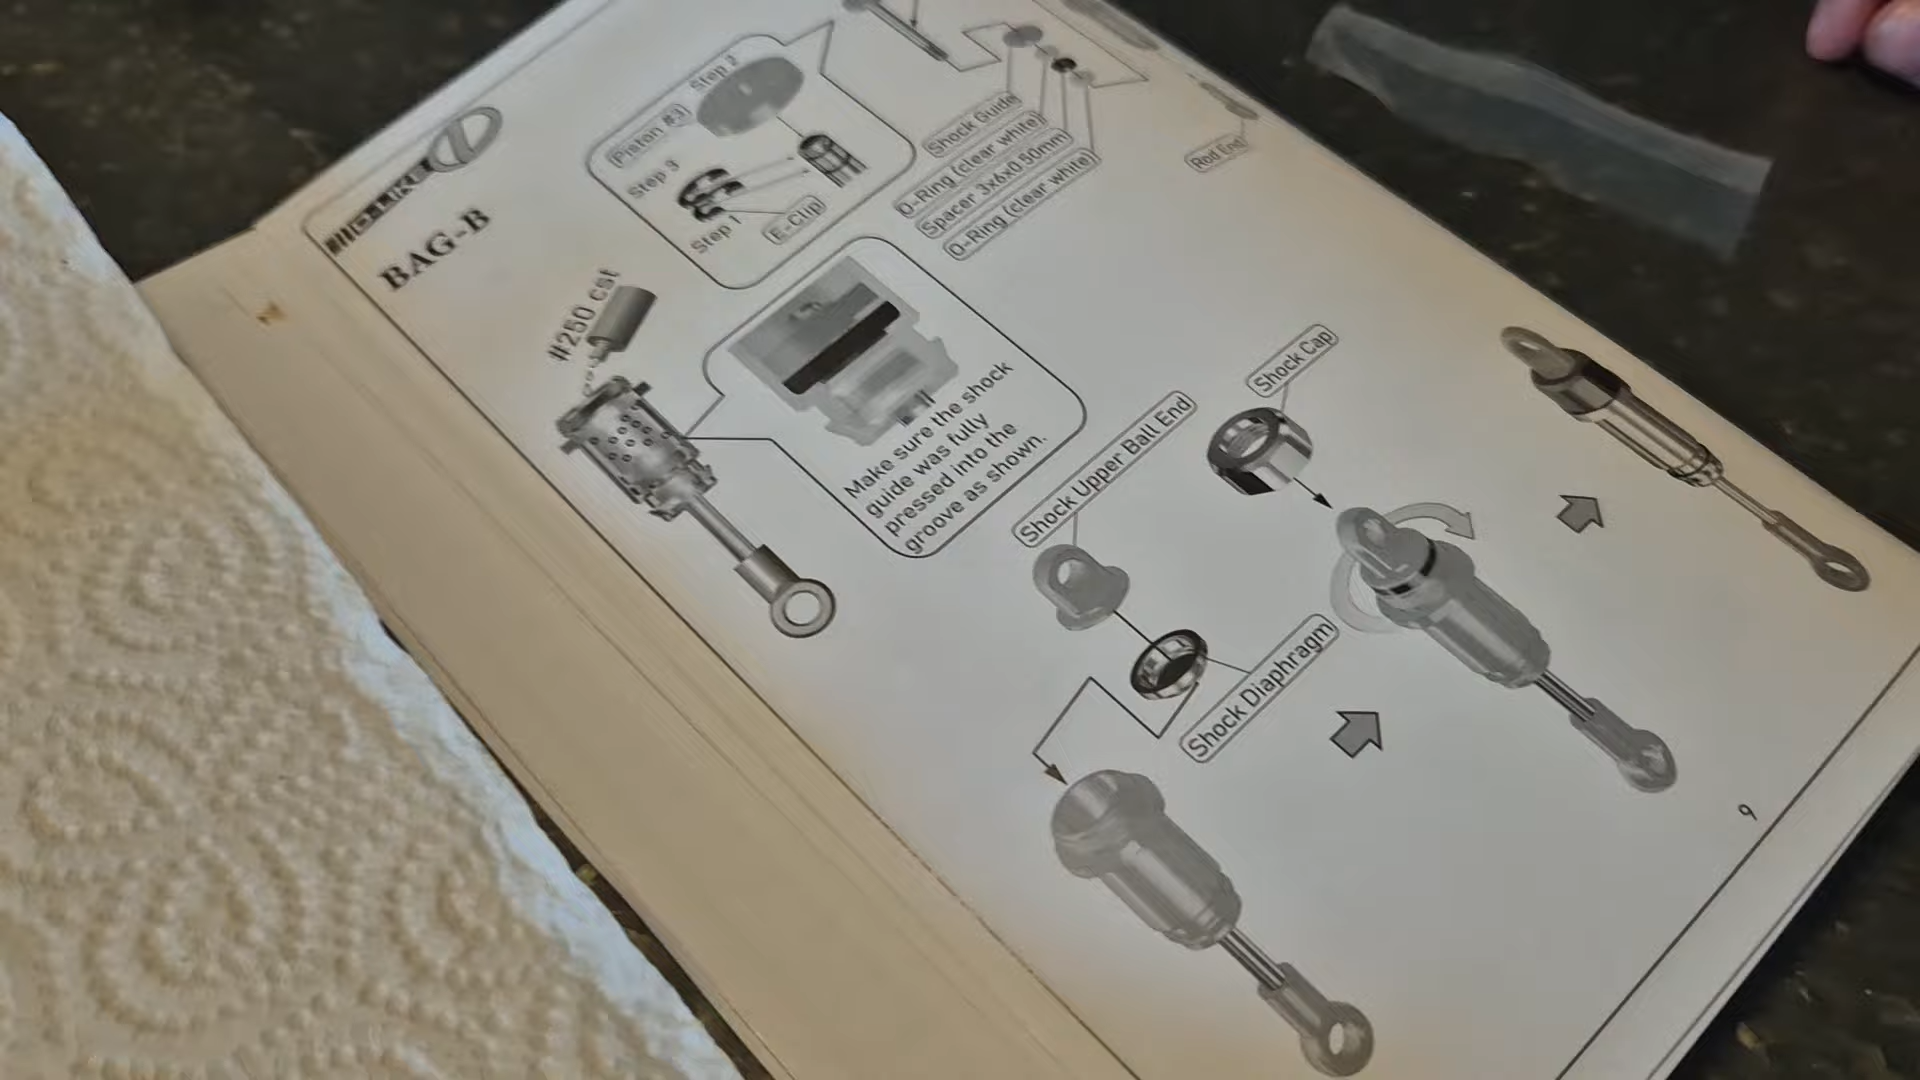 BAG-B
Piston #3
Step 2
Step 3
Step 1
E-Clip
Shock Guide
O-Ring (clear white)
Spacer 3x6x0.50mm
O-Ring (clear white)
Rod End
#250 cst
Make sure the shock
guide was fully
pressed into the
groove as shown.
Shock Upper Ball End
Shock Cap
Shock Diaphragm
9